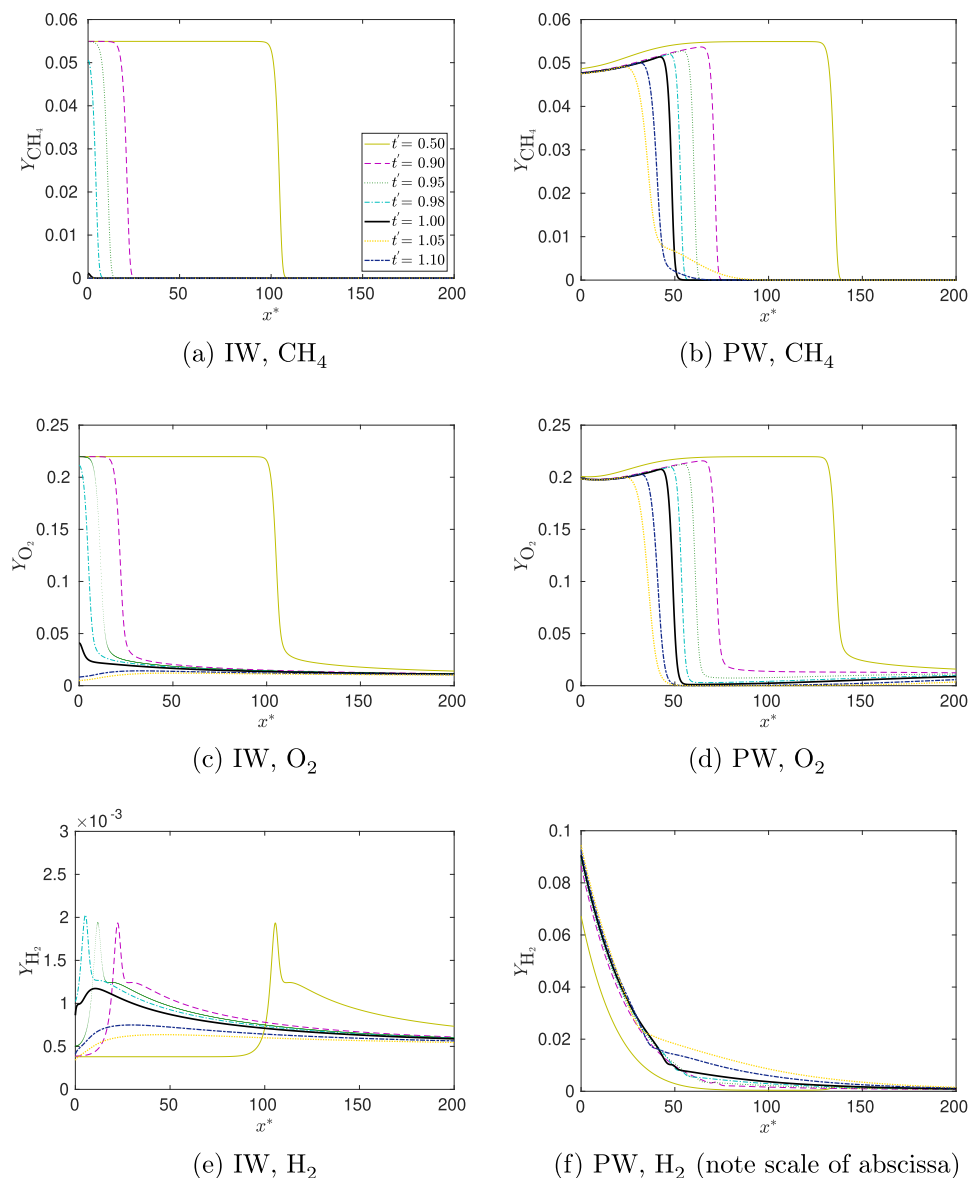 0.06
0.05
0.04
0.03
0.02
0.01
0
Y_CH₄
t′ = 0.50
t′ = 0.90
t′ = 0.95
t′ = 0.98
t′ = 1.00
t′ = 1.05
t′ = 1.10
0 50 100 150 200
x*
(a) IW, CH₄
0.06
0.05
0.04
0.03
0.02
0.01
0
Y_CH₄
0 50 100 150 200
x*
(b) PW, CH₄
0.25
0.2
0.15
0.1
0.05
0
Y_O₂
0 50 100 150 200
x*
(c) IW, O₂
0.25
0.2
0.15
0.1
0.05
0
Y_O₂
0 50 100 150 200
x*
(d) PW, O₂
×10⁻³
3
2.5
2
1.5
1
0.5
0
Y_H₂
0 50 100 150 200
x*
(e) IW, H₂
0.1
0.08
0.06
0.04
0.02
0
Y_H₂
0 50 100 150 200
x*
(f) PW, H₂ (note scale of abscissa)